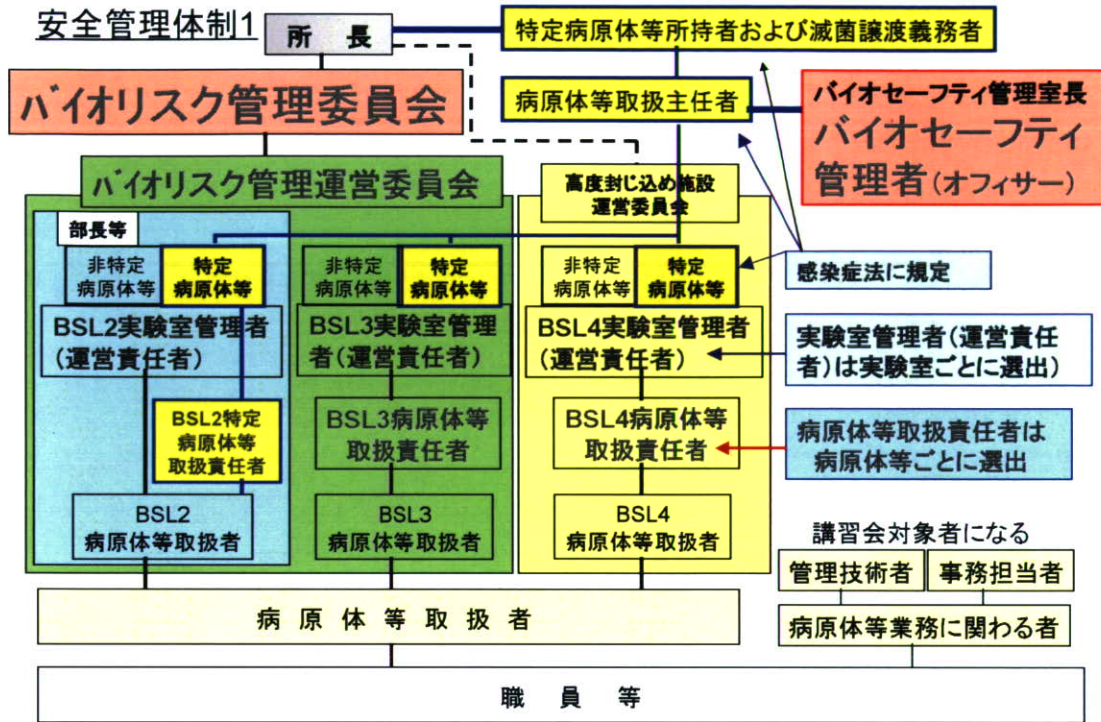 安全管理体制1
所 長
特定病原体等所持者および滅菌譲渡義務者
バイオリスク管理委員会
病原体等取扱主任者
バイオセーフティ管理室長
バイオセーフティ
管理者(オフィサー)
バイオリスク管理運営委員会
高度封じ込め施設
運営委員会
部長等
非特定
病原体等
特定
病原体等
非特定
病原体等
特定
病原体等
非特定
病原体等
特定
病原体等
感染症法に規定
BSL2実験室管理者
(運営責任者)
BSL3実験室管理
者(運営責任者)
BSL4実験室管理者
(運営責任者)
実験室管理者(運営責任
者)は実験室ごとに選出)
BSL2特定
病原体等
取扱責任者
BSL3病原体等
取扱責任者
BSL4病原体等
取扱責任者
病原体等取扱責任者は
病原体等ごとに選出
BSL2
病原体等取扱者
BSL3
病原体等取扱者
BSL4
病原体等取扱者
講習会対象者になる
管理技術者
事務担当者
病原体等取扱者
病原体等業務に関わる者
職 員 等